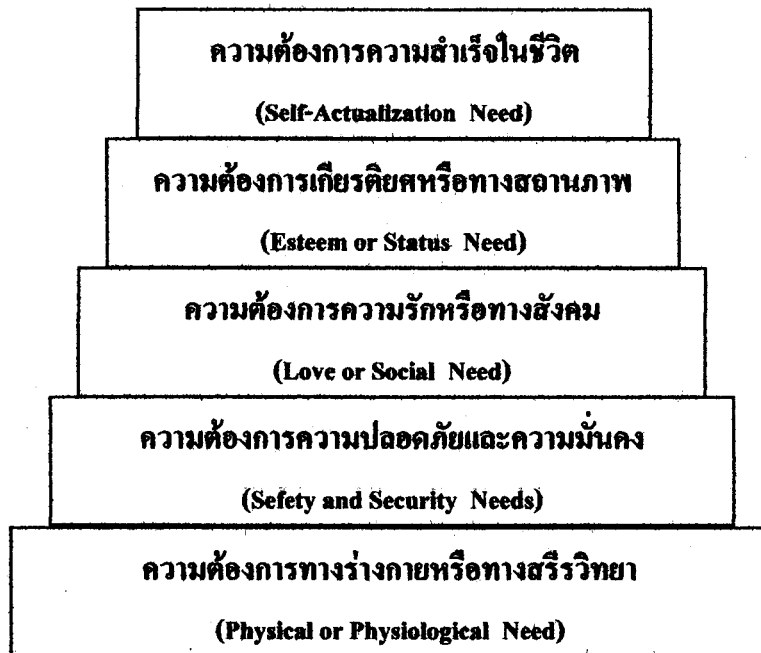 ความต้องการความสำเร็จในชีวิต
(Self-Actualization Need)
ความต้องการเกียรติยศหรือทางสถานภาพ
(Esteem or Status Need)
ความต้องการความรักหรือทางสังคม
(Love or Social Need)
ความต้องการความปลอดภัยและความมั่นคง
(Sefety and Security Needs)
ความต้องการทางร่างกายหรือทางสรีรวิทยา
(Physical or Physiological Need)